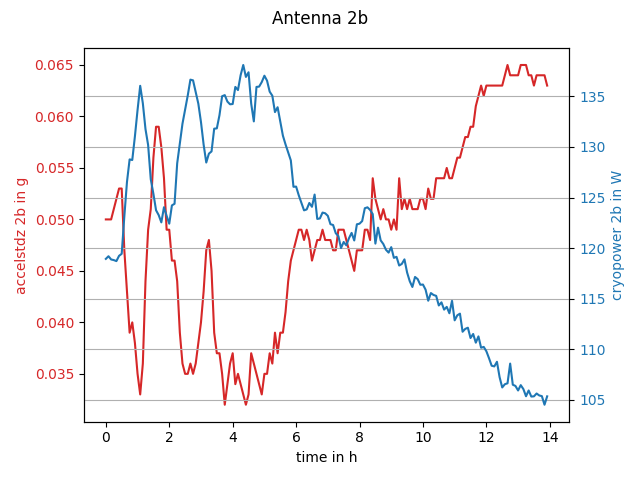 Antenna 2b
accelstdz 2b in g
0.065
0.060
0.055
0.050
0.045
0.040
0.035
135
130
125
120
115
110
105
cryopower 2b in W
0 2 4 6 8 10 12 14
time in h